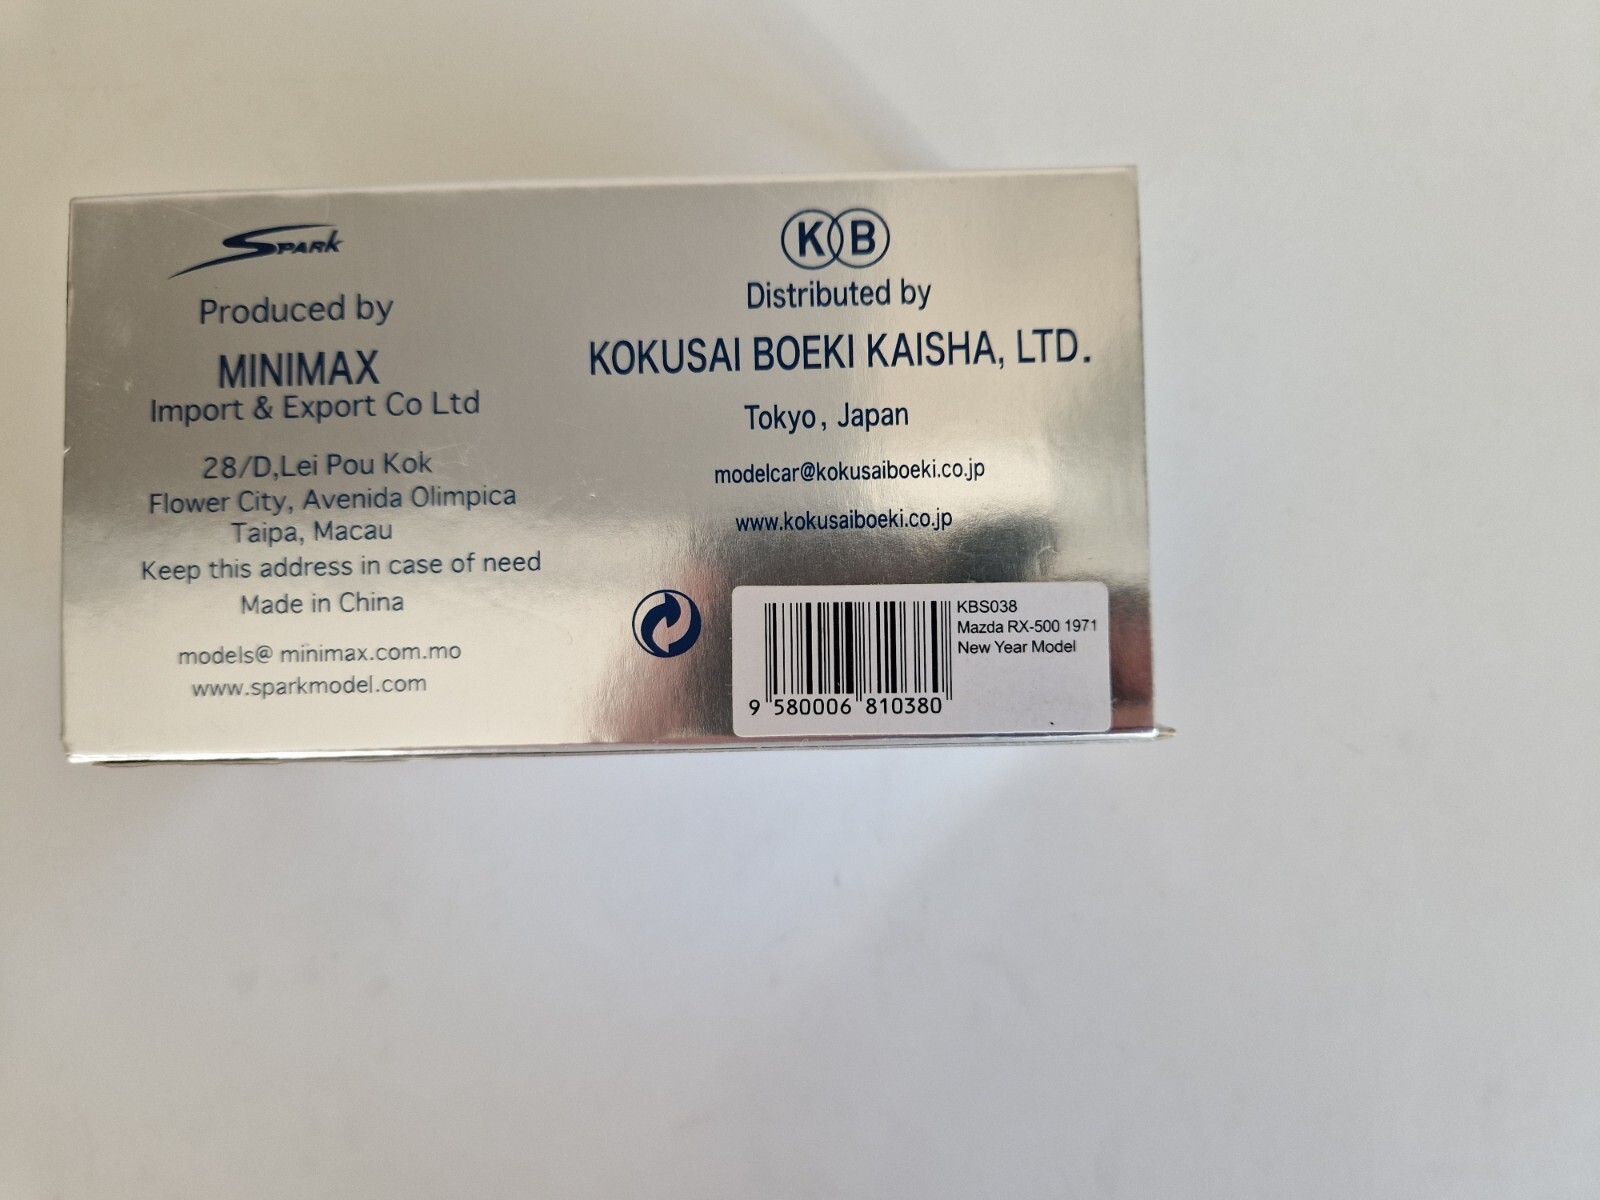 SPARK
Produced by
MINIMAX
Import & Export Co Ltd
28/D,Lei Pou Kok
Flower City, Avenida Olimpica
Taipa, Macau
Keep this address in case of need
Made in China
models@ minimax.com.mo
www.sparkmodel.com
KB
Distributed by
KOKUSAI BOEKI KAISHA, LTD.
Tokyo, Japan
modelcar@kokusaiboeki.co.jp
www.kokusaiboeki.co.jp
KBS038
Mazda RX-500 1971
New Year Model
9 580006 810380